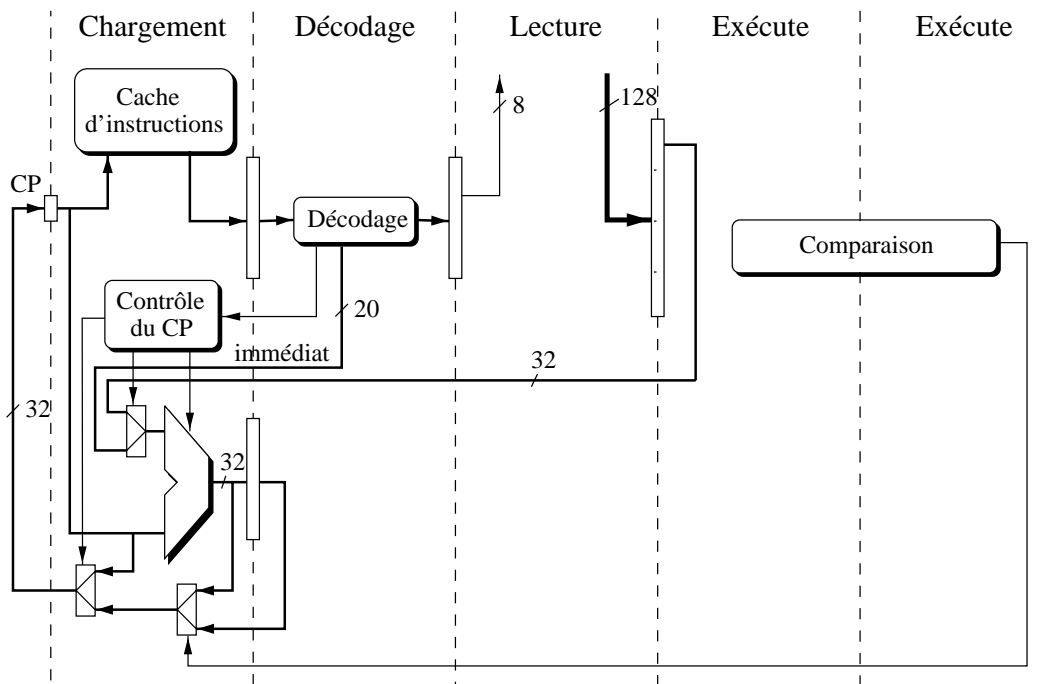 Chargement
Décodage
Lecture
Exécute
Exécute
Cache
d'instructions
8
128
CP
Décodage
Comparaison
Contrôle
du CP
20
immédiat
32
32
32